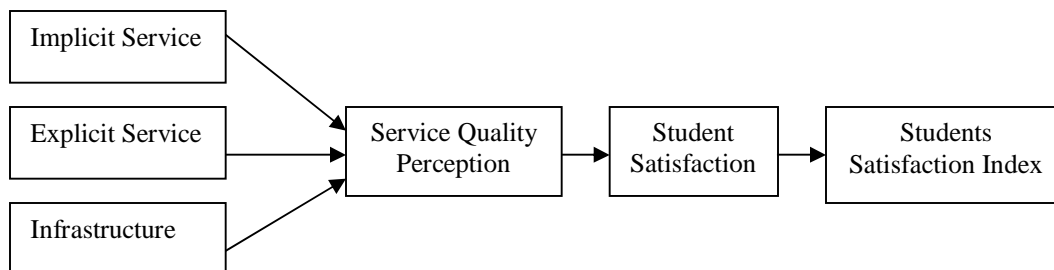 Implicit Service
Explicit Service
Infrastructure
Service Quality
Perception
Student
Satisfaction
Students
Satisfaction Index